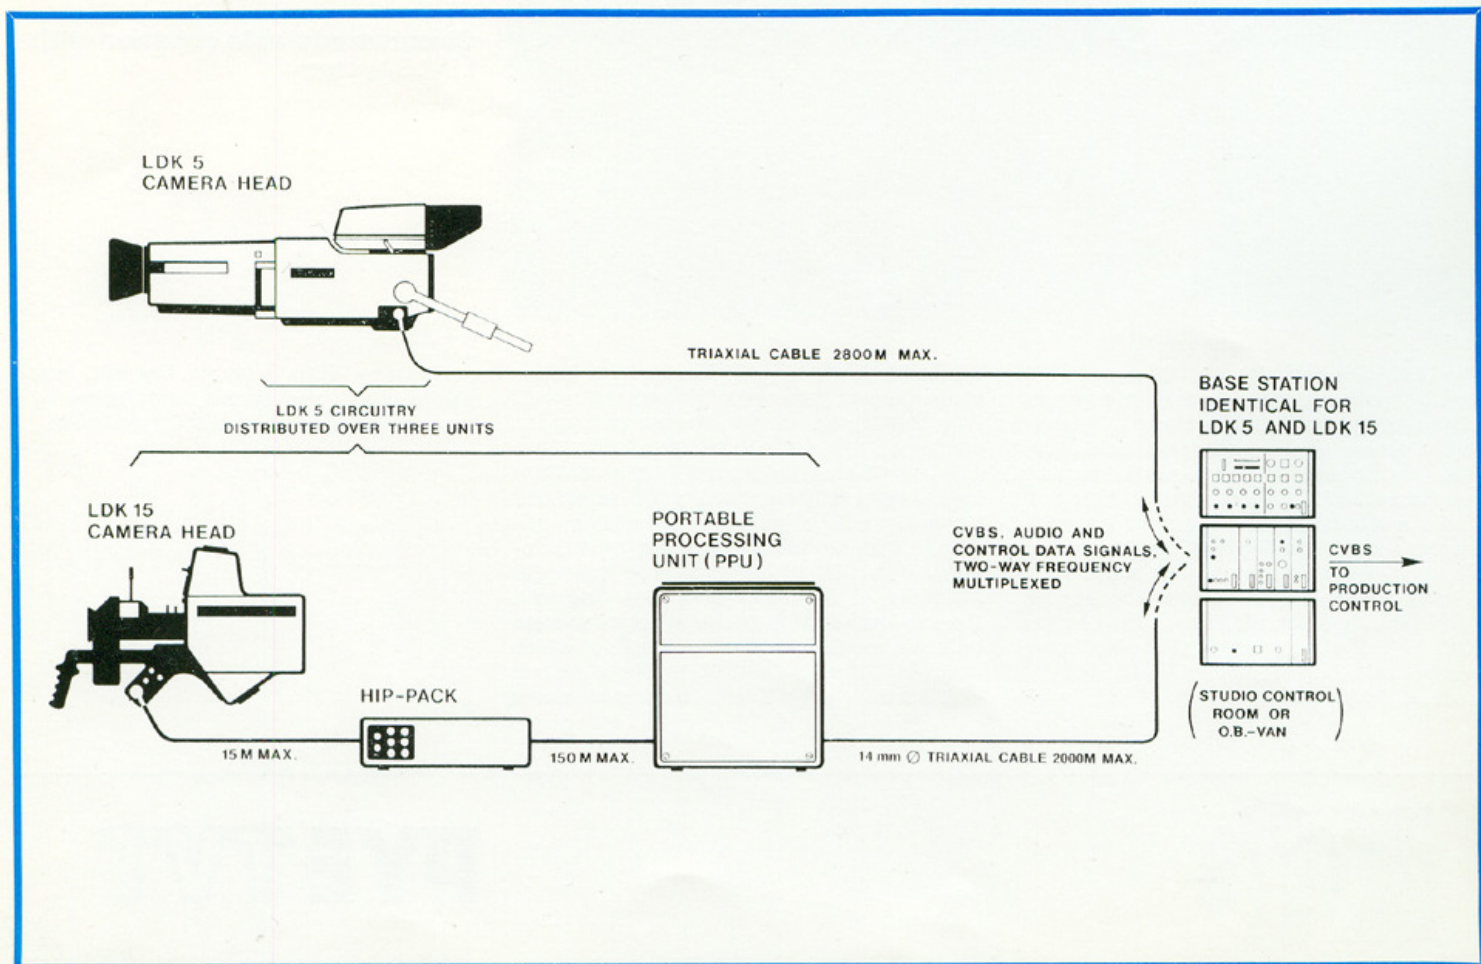 LDK 5
CAMERA HEAD
TRIAXIAL CABLE 2800M MAX.
LDK 5 CIRCUITRY
DISTRIBUTED OVER THREE UNITS
BASE STATION
IDENTICAL FOR
LDK 5 AND LDK 15
LDK 15
CAMERA HEAD
PORTABLE
PROCESSING
UNIT (PPU)
CVBS, AUDIO AND
CONTROL DATA SIGNALS,
TWO-WAY FREQUENCY
MULTIPLEXED
CVBS
TO
PRODUCTION
CONTROL
HIP-PACK
15M MAX.
150M MAX.
14 mm ∅ TRIAXIAL CABLE 2000M MAX.
(STUDIO CONTROL
ROOM OR
O.B.-VAN)